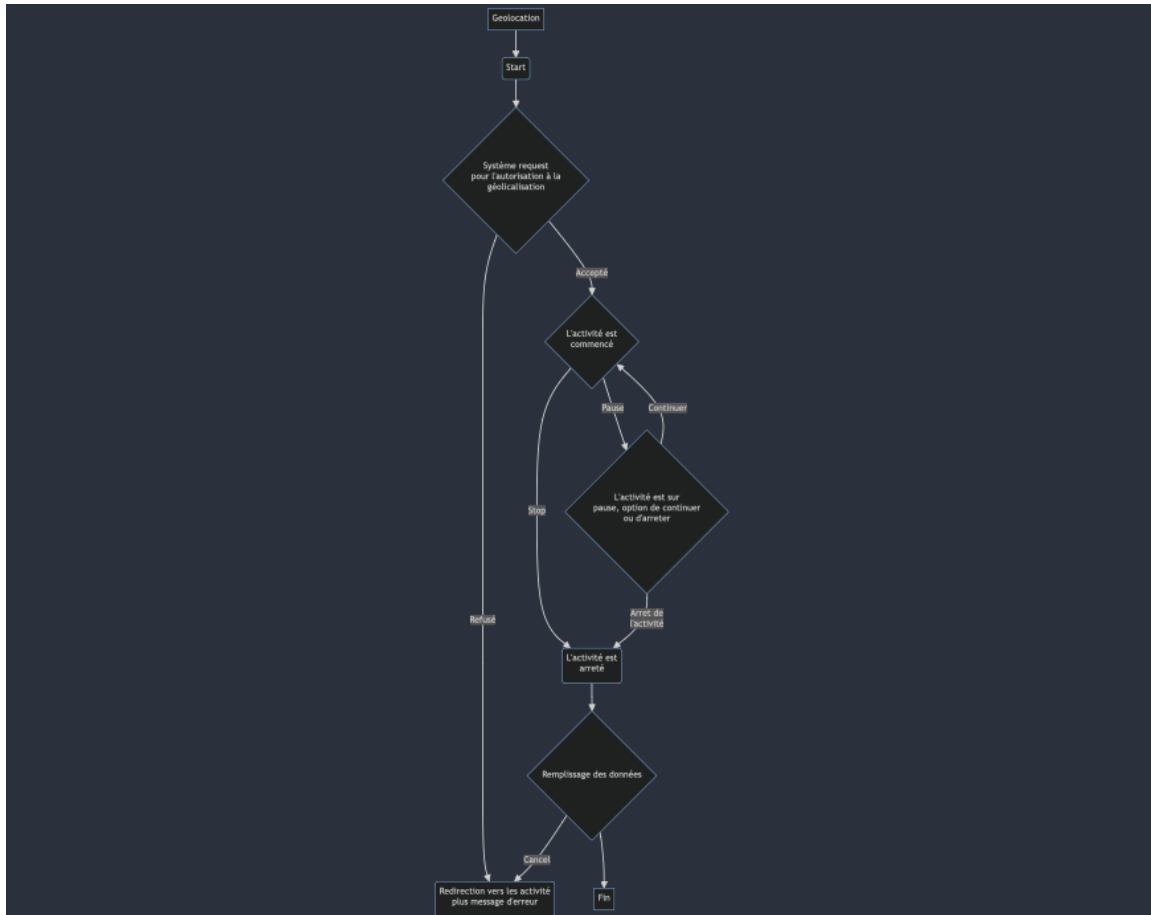 Geolocation
Start
Système request
pour l'autorisation à la
géolicalisation
Accepté
L'activité est
commencé
Pause
Continuer
L'activité est sur
pause, option de continuer
ou d'arreter
Stop
Refusé
Arret de
l'activité
L'activité est
arreté
Remplissage des données
Cancel
Redirection vers les activité
plus message d'erreur
Fin